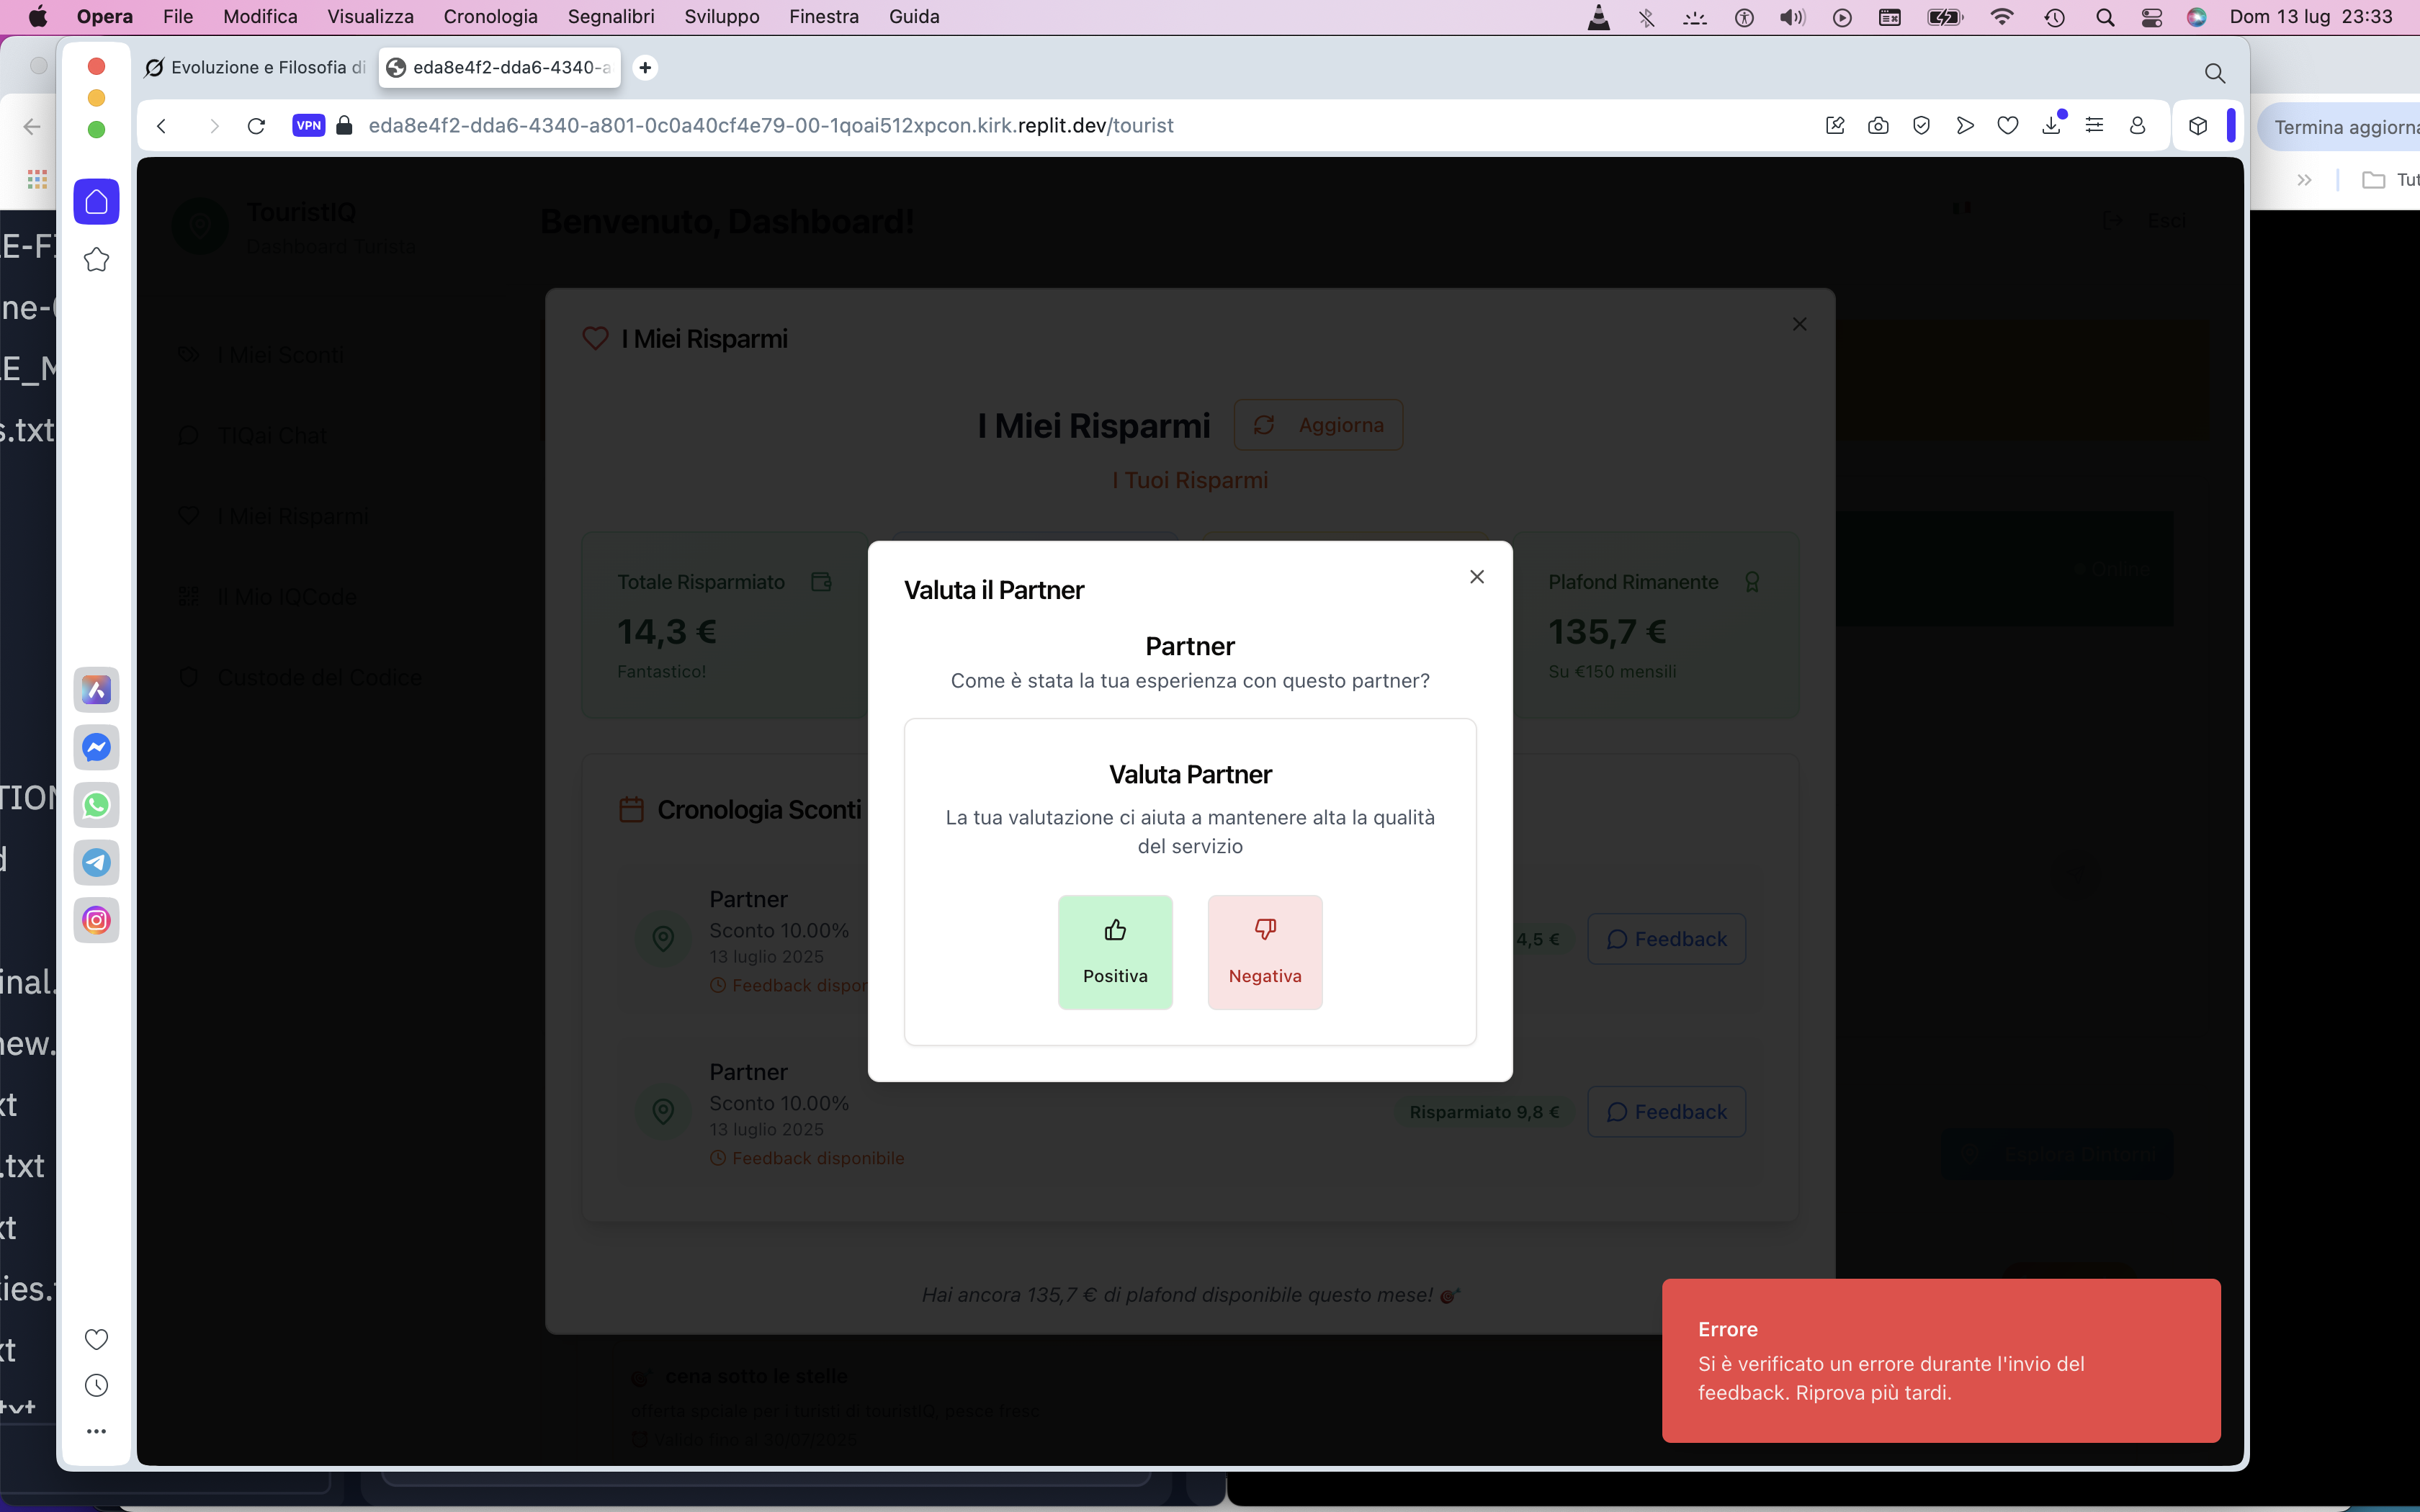 Opera File Modifica Visualizza Cronologia Segnalibri Sviluppo Finestra Guida Dom 13 lug 23:33
Evoluzione e Filosofia di
eda8e4f2-dda6-4340-a
VPN eda8e4f2-dda6-4340-a801-0c0a40cf4e79-00-1qoai512xpcon.kirk.replit.dev/tourist
Termina aggiorna
Tut
TouristIQ
Dashboard Turista
Benvenuto, Dashboard!
Esci
I Miei Sconti
TIQai Chat
I Miei Risparmi
Il Mio IQCode
Custode del Codice
I Miei Risparmi
I Miei Risparmi
Aggiorna
I Tuoi Risparmi
Totale Risparmiato
14,3 €
Fantastico!
Plafond Rimanente
135,7 €
Su €150 mensili
Online
Valuta il Partner
Partner
Come è stata la tua esperienza con questo partner?
Valuta Partner
La tua valutazione ci aiuta a mantenere alta la qualità
del servizio
Positiva
Negativa
Cronologia Sconti
Partner
Sconto 10.00%
13 luglio 2025
Feedback dispor
4,5 €
Feedback
Partner
Sconto 10.00%
13 luglio 2025
Feedback disponibile
Risparmiato 9,8 €
Feedback
Esplora Dintorni
Hai ancora 135,7 € di plafond disponibile questo mese!
cena sotto le stelle
offerta spciale per i turisti di touristIQ, pesce fresc
Valido fino al 30/07/2025
Errore
Si è verificato un errore durante l'invio del
feedback. Riprova più tardi.
E-F
ne-
E_M
s.txt
TION
d
inal.
new.
xt
.txt
xt
kies.
xt
txt